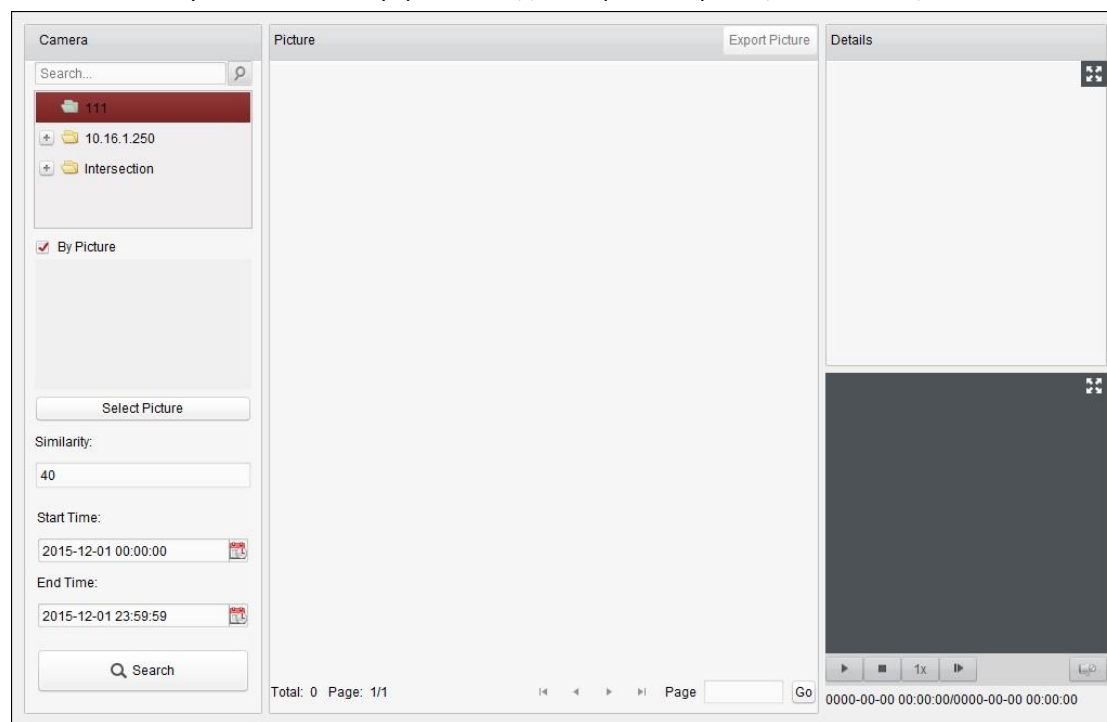 Camera
Search...
111
10.16.1.250
Intersection
By Picture
Select Picture
Similarity:
40
Start Time:
2015-12-01 00:00:00
End Time:
2015-12-01 23:59:59
Search
Picture
Export Picture
Total: 0 Page: 1/1
Page
Go
Details
1x
0000-00-00 00:00:00/0000-00-00 00:00:00